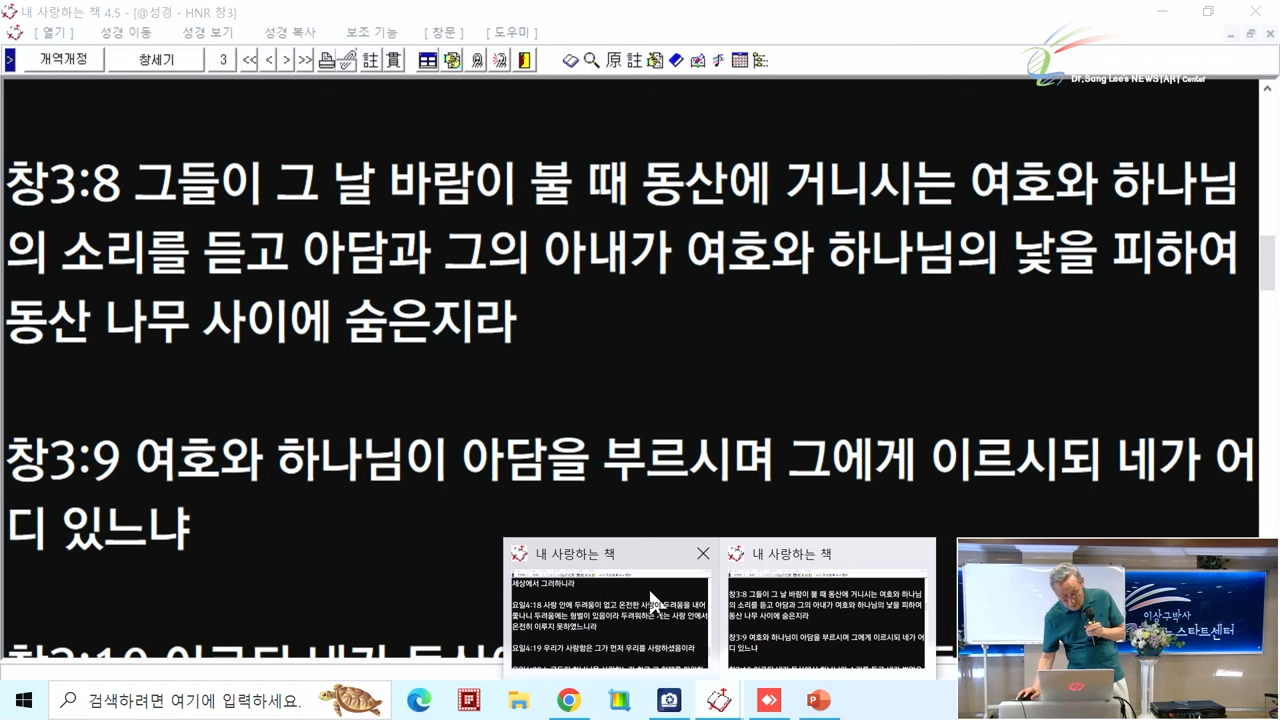 내 사랑하는 책 4.5 - [@성경 - HNR 창3]
[ 열기 ] 성경 이동 성경 보기 성경 복사 보조 기능 [ 창문 ] [ 도우미 ]
개역개정 창세기 3 << < > >> 註 貫 原 註
Dr.Sang Lee's NEWSTART Center
창3:8 그들이 그 날 바람이 불 때 동산에 거니시는 여호와 하나님
의 소리를 듣고 아담과 그의 아내가 여호와 하나님의 낯을 피하여
동산 나무 사이에 숨은지라
창3:9 여호와 하나님이 아담을 부르시며 그에게 이르시되 네가 어
디 있느냐
내 사랑하는 책
세상에서 그러하니라
요일4:18 사랑 안에 두려움이 없고 온전한 사랑이 두려움을 내어
쫓나니 두려움에는 형벌이 있음이라 두려워하는 자는 사랑 안에서
온전히 이루지 못하였느니라
요일4:19 우리가 사랑함은 그가 먼저 우리를 사랑하셨음이라
내 사랑하는 책
창3:8 그들이 그 날 바람이 불 때 동산에 거니시는 여호와 하나님
의 소리를 듣고 아담과 그의 아내가 여호와 하나님의 낯을 피하여
동산 나무 사이에 숨은지라
창3:9 여호와 하나님이 아담을 부르시며 그에게 이르시되 네가 어
디 있느냐
이상구박사
스타트센터
검색하려면 여기에 입력하세요.